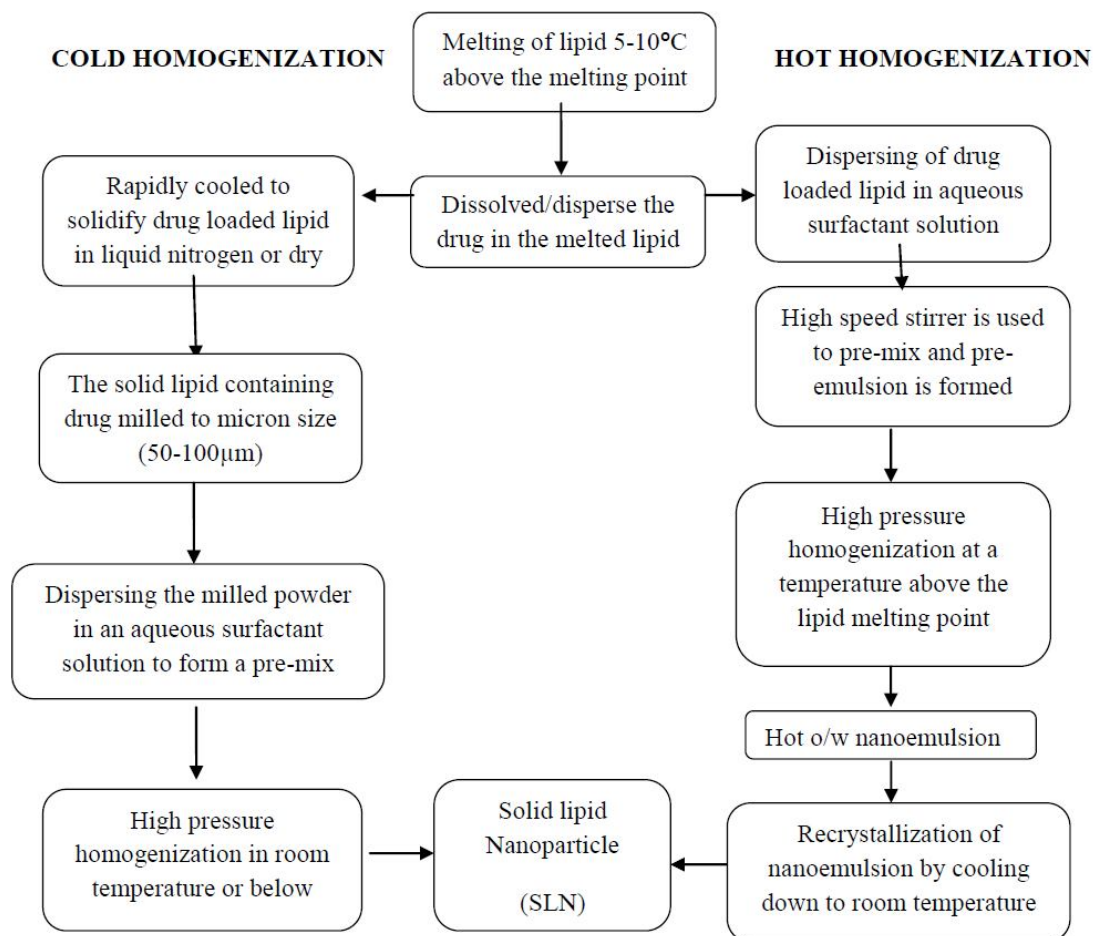 COLD HOMOGENIZATION
Melting of lipid 5-10°C
above the melting point
HOT HOMOGENIZATION
Dissolved/disperse the
drug in the melted lipid
Rapidly cooled to
solidify drug loaded lipid
in liquid nitrogen or dry
The solid lipid containing
drug milled to micron size
(50-100µm)
Dispersing the milled powder
in an aqueous surfactant
solution to form a pre-mix
High pressure
homogenization in room
temperature or below
Dispersing of drug
loaded lipid in aqueous
surfactant solution
High speed stirrer is used
to pre-mix and pre-
emulsion is formed
High pressure
homogenization at a
temperature above the
lipid melting point
Hot o/w nanoemulsion
Recrystallization of
nanoemulsion by cooling
down to room temperature
Solid lipid
Nanoparticle
(SLN)